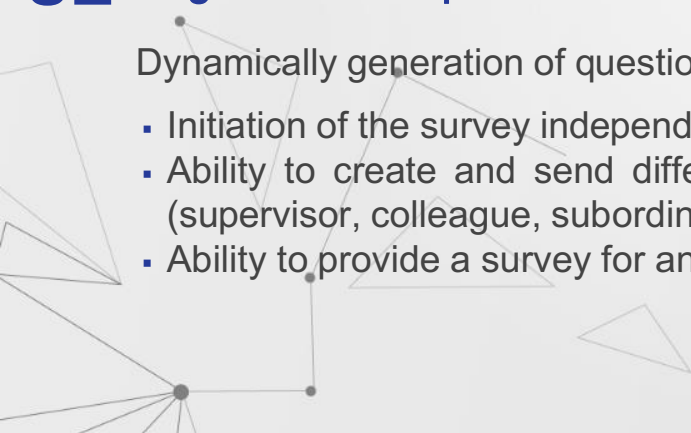 Dynamically generation of questio
Initiation of the survey independ
Ability to create and send diffe
(supervisor, colleague, subordin
Ability to provide a survey for an